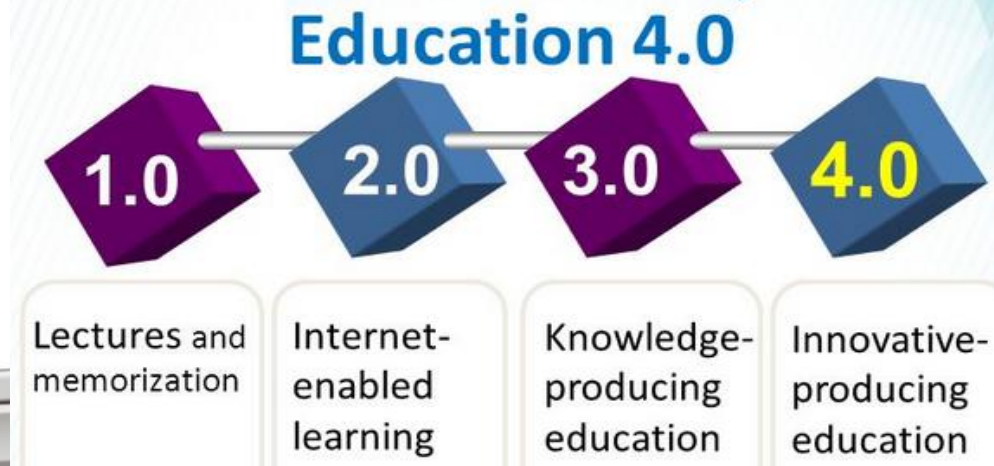 Education 4.0
1.0
2.0
3.0
4.0
Lectures and
memorization
Internet-
enabled
learning
Knowledge-
producing
education
Innovative-
producing
education